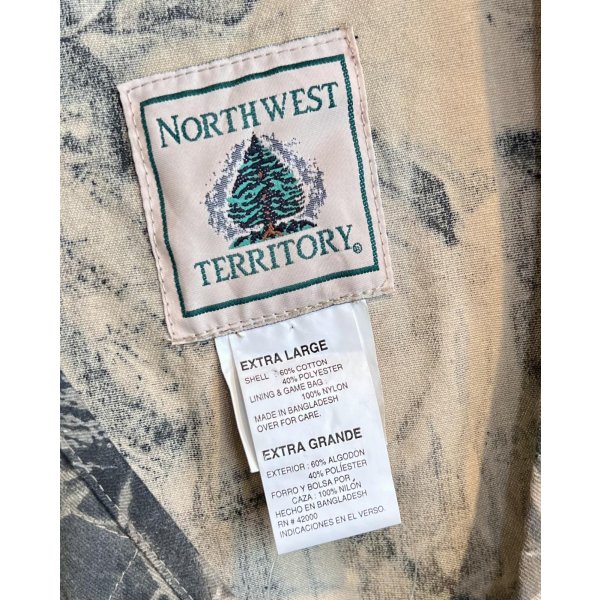 NORTHWEST
TERRITORY®
EXTRA LARGE
SHELL : 60% COTTON
40% POLYESTER
LINING & GAME BAG :
100% NYLON
MADE IN BANGLADESH
OVER FOR CARE.
EXTRA GRANDE
EXTERIOR : 60% ALGODON
40% POLÍESTER
FORRO Y BOLSA POR
CAZA : 100% NILÓN
HECHO EN BANGLADESH
RN # 42000
INDICACIONES EN EL VERSO.